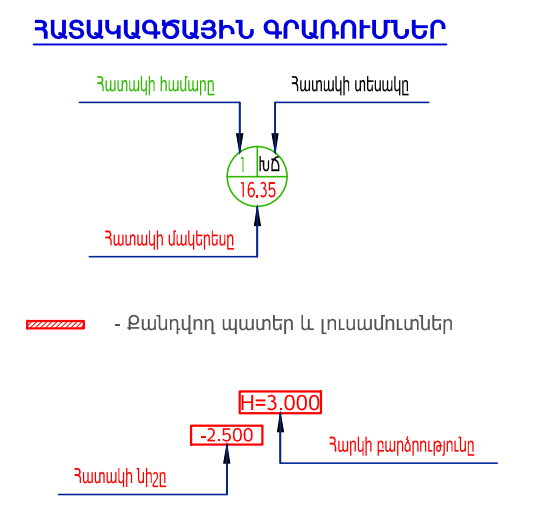 ՀԱՏԱԿԱԳԾԱՅԻՆ ԳՐԱՌՈՒՄՆԵՐ
Հատակի համարը
Հատակի տեսակը
1 ԽՃ
16.35
Հատակի մակերեսը
- Քանդվող պատեր և լուսամուտներ
H=3.000
-2.500
Հարկի բարձրությունը
Հատակի նիշը